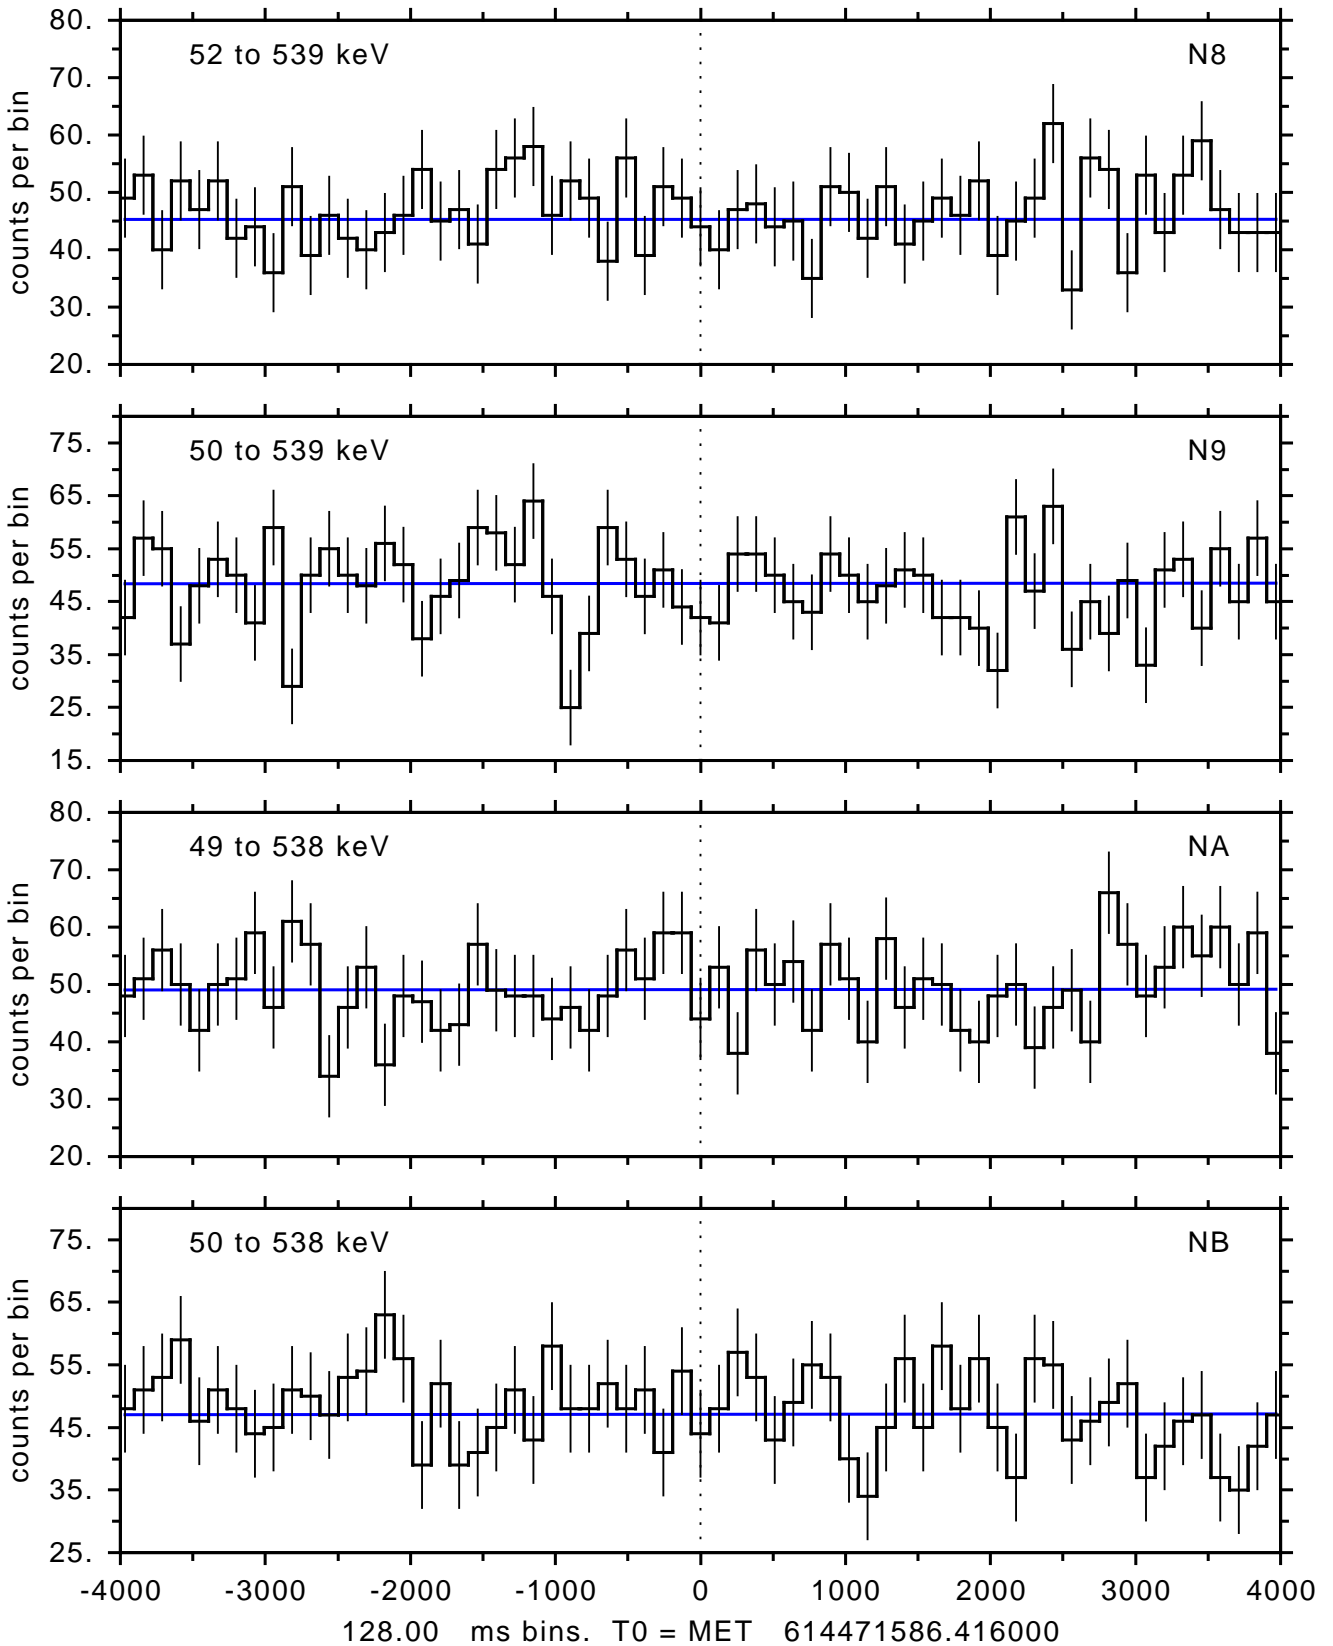 80.
52 to 539 keV N8
70.
60.
50.
40.
30.
20.
counts per bin
75.
50 to 539 keV N9
65.
55.
45.
35.
25.
15.
counts per bin
80.
49 to 538 keV NA
70.
60.
50.
40.
30.
20.
counts per bin
75.
50 to 538 keV NB
65.
55.
45.
35.
25.
counts per bin
-4000 -3000 -2000 -1000 0 1000 2000 3000 4000
128.00 ms bins. T0 = MET 614471586.416000